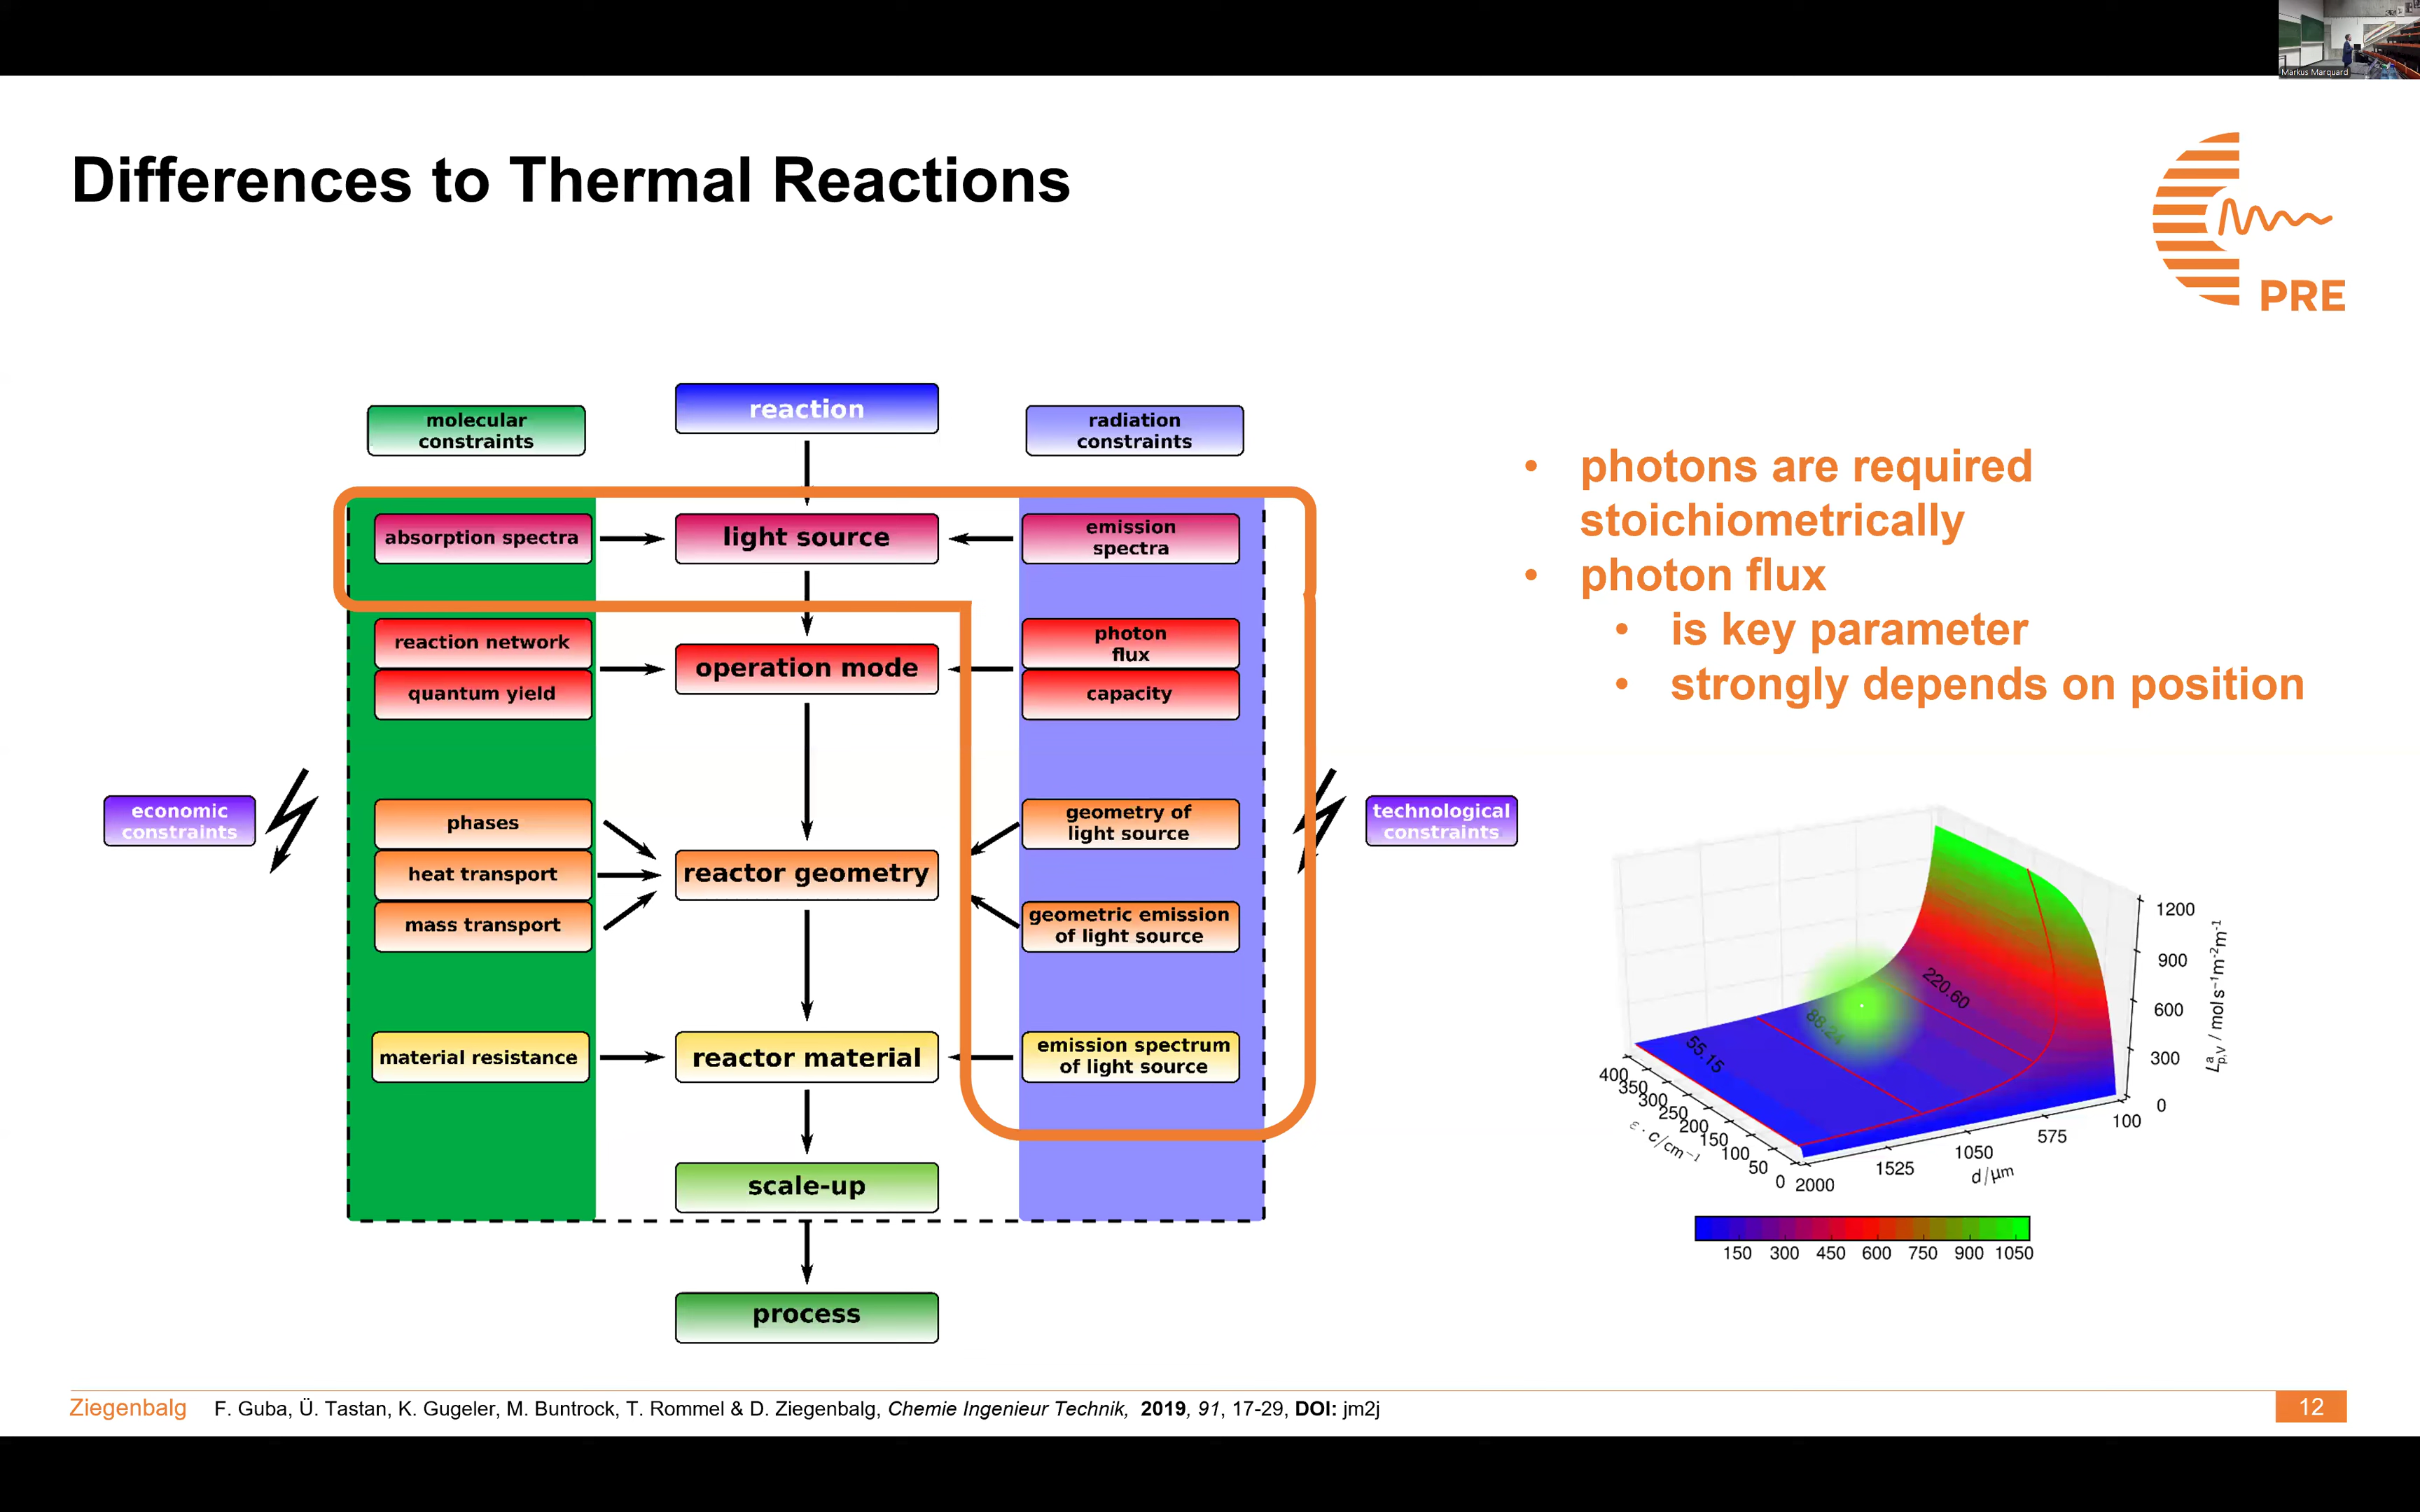 Markus Marquard
Differences to Thermal Reactions
PRE
molecular
constraints
reaction
radiation
constraints
absorption spectra
light source
emission
spectra
reaction network
quantum yield
operation mode
photon
flux
capacity
economic
constraints
technological
constraints
phases
heat transport
mass transport
reactor geometry
geometry of
light source
geometric emission
of light source
material resistance
reactor material
emission spectrum
of light source
scale-up
process
• photons are required
stoichiometrically
• photon flux
• is key parameter
• strongly depends on position
1200
900
600
300
0
L^a_p,V / mol s⁻¹m⁻²m⁻¹
220.60
88.24
55.15
400
350
300
250
200
150
100
50
0
ε · c/cm⁻¹
2000
1525
1050
575
100
d/µm
150 300 450 600 750 900 1050
Ziegenbalg F. Guba, Ü. Tastan, K. Gugeler, M. Buntrock, T. Rommel & D. Ziegenbalg, Chemie Ingenieur Technik, 2019, 91, 17-29, DOI: jm2j
12